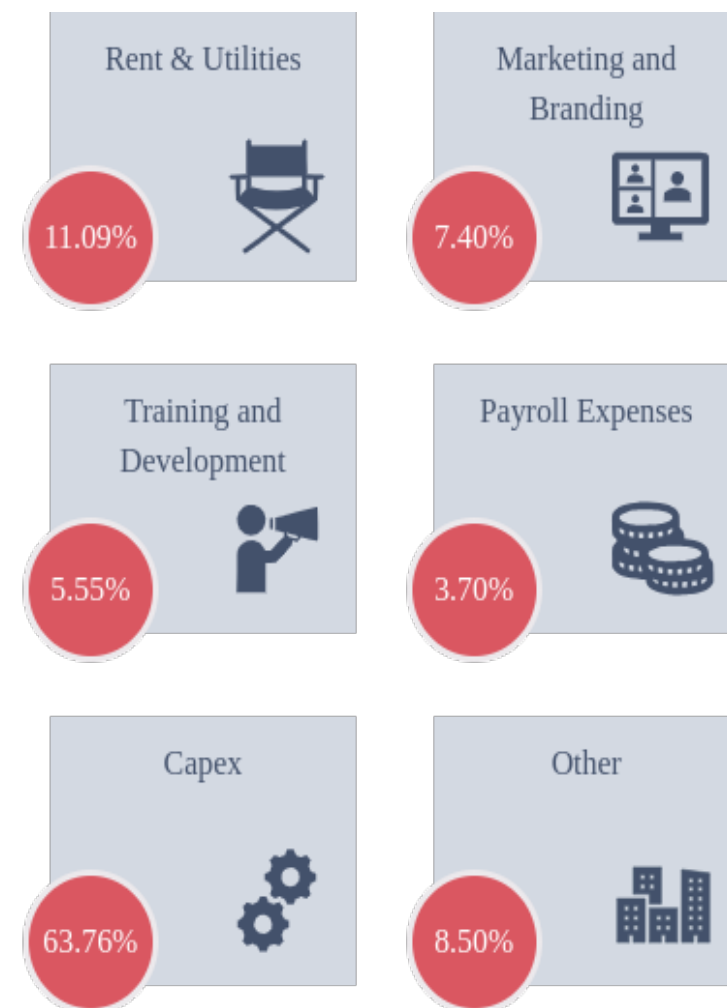 Rent & Utilities
11.09%
Marketing and
Branding
7.40%
Training and
Development
5.55%
Payroll Expenses
3.70%
Capex
63.76%
Other
8.50%